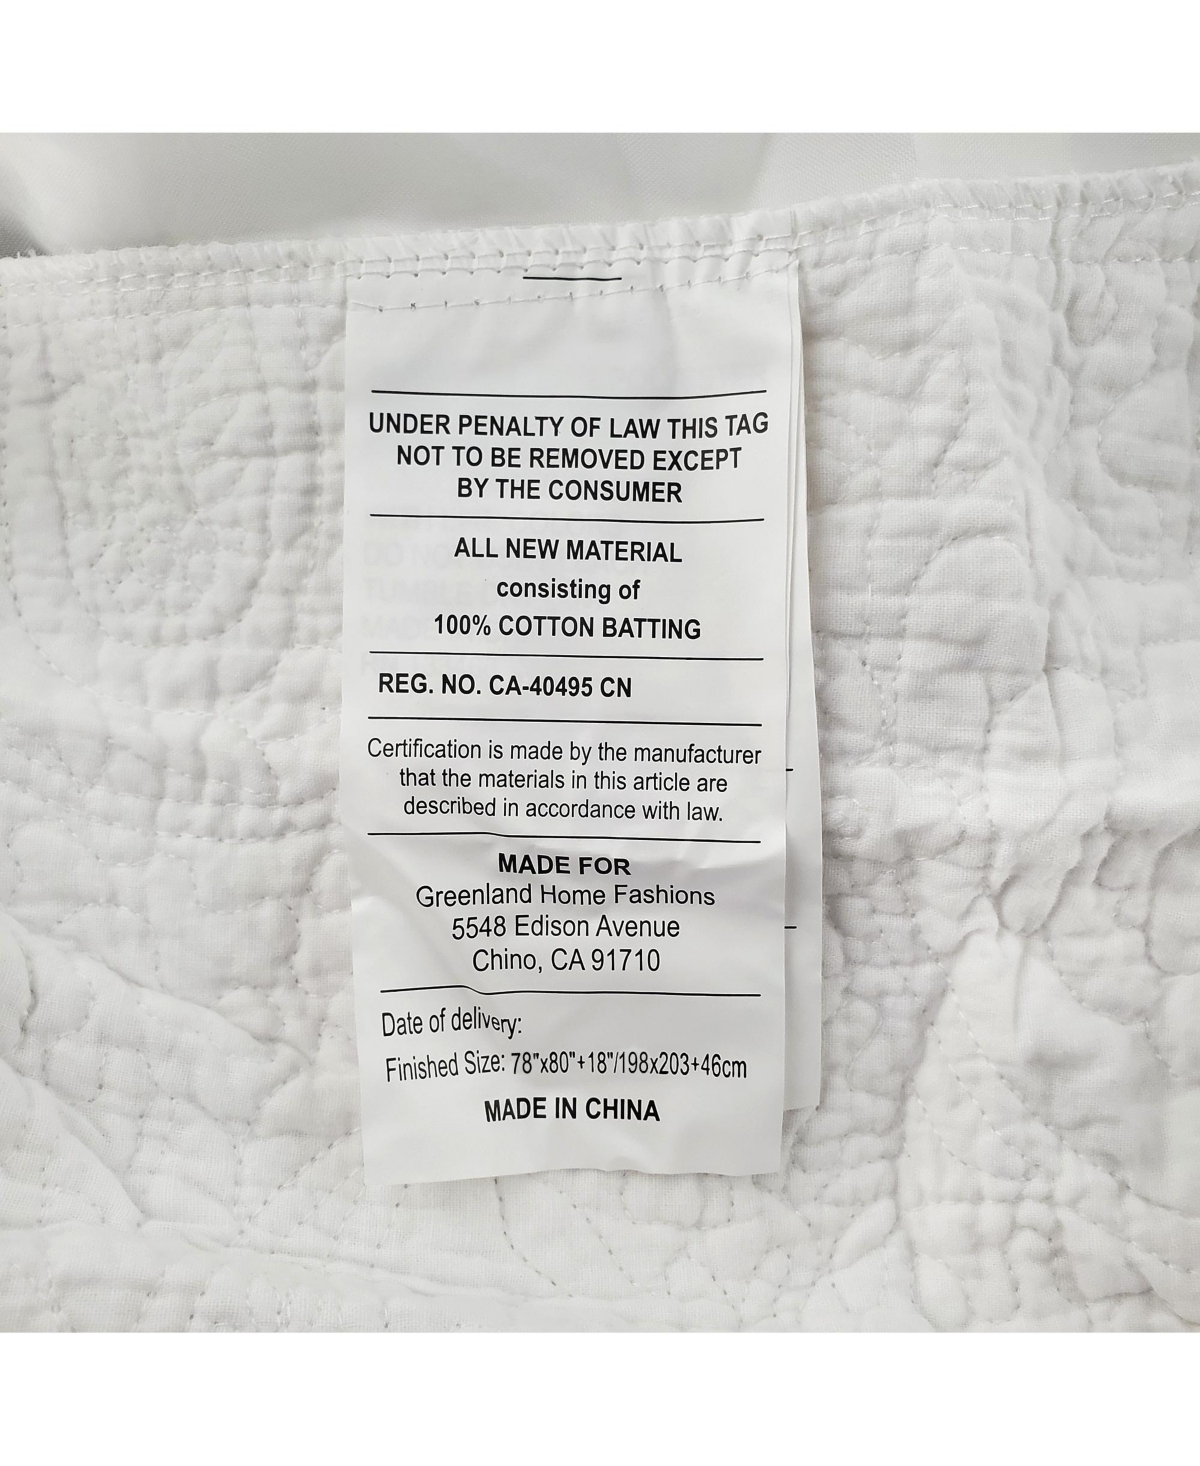 UNDER PENALTY OF LAW THIS TAG
NOT TO BE REMOVED EXCEPT
BY THE CONSUMER
ALL NEW MATERIAL
consisting of
100% COTTON BATTING
REG. NO. CA-40495 CN
Certification is made by the manufacturer
that the materials in this article are
described in accordance with law.
MADE FOR
Greenland Home Fashions
5548 Edison Avenue
Chino, CA 91710
Date of delivery:
Finished Size: 78"x80"+18"/198x203+46cm
MADE IN CHINA